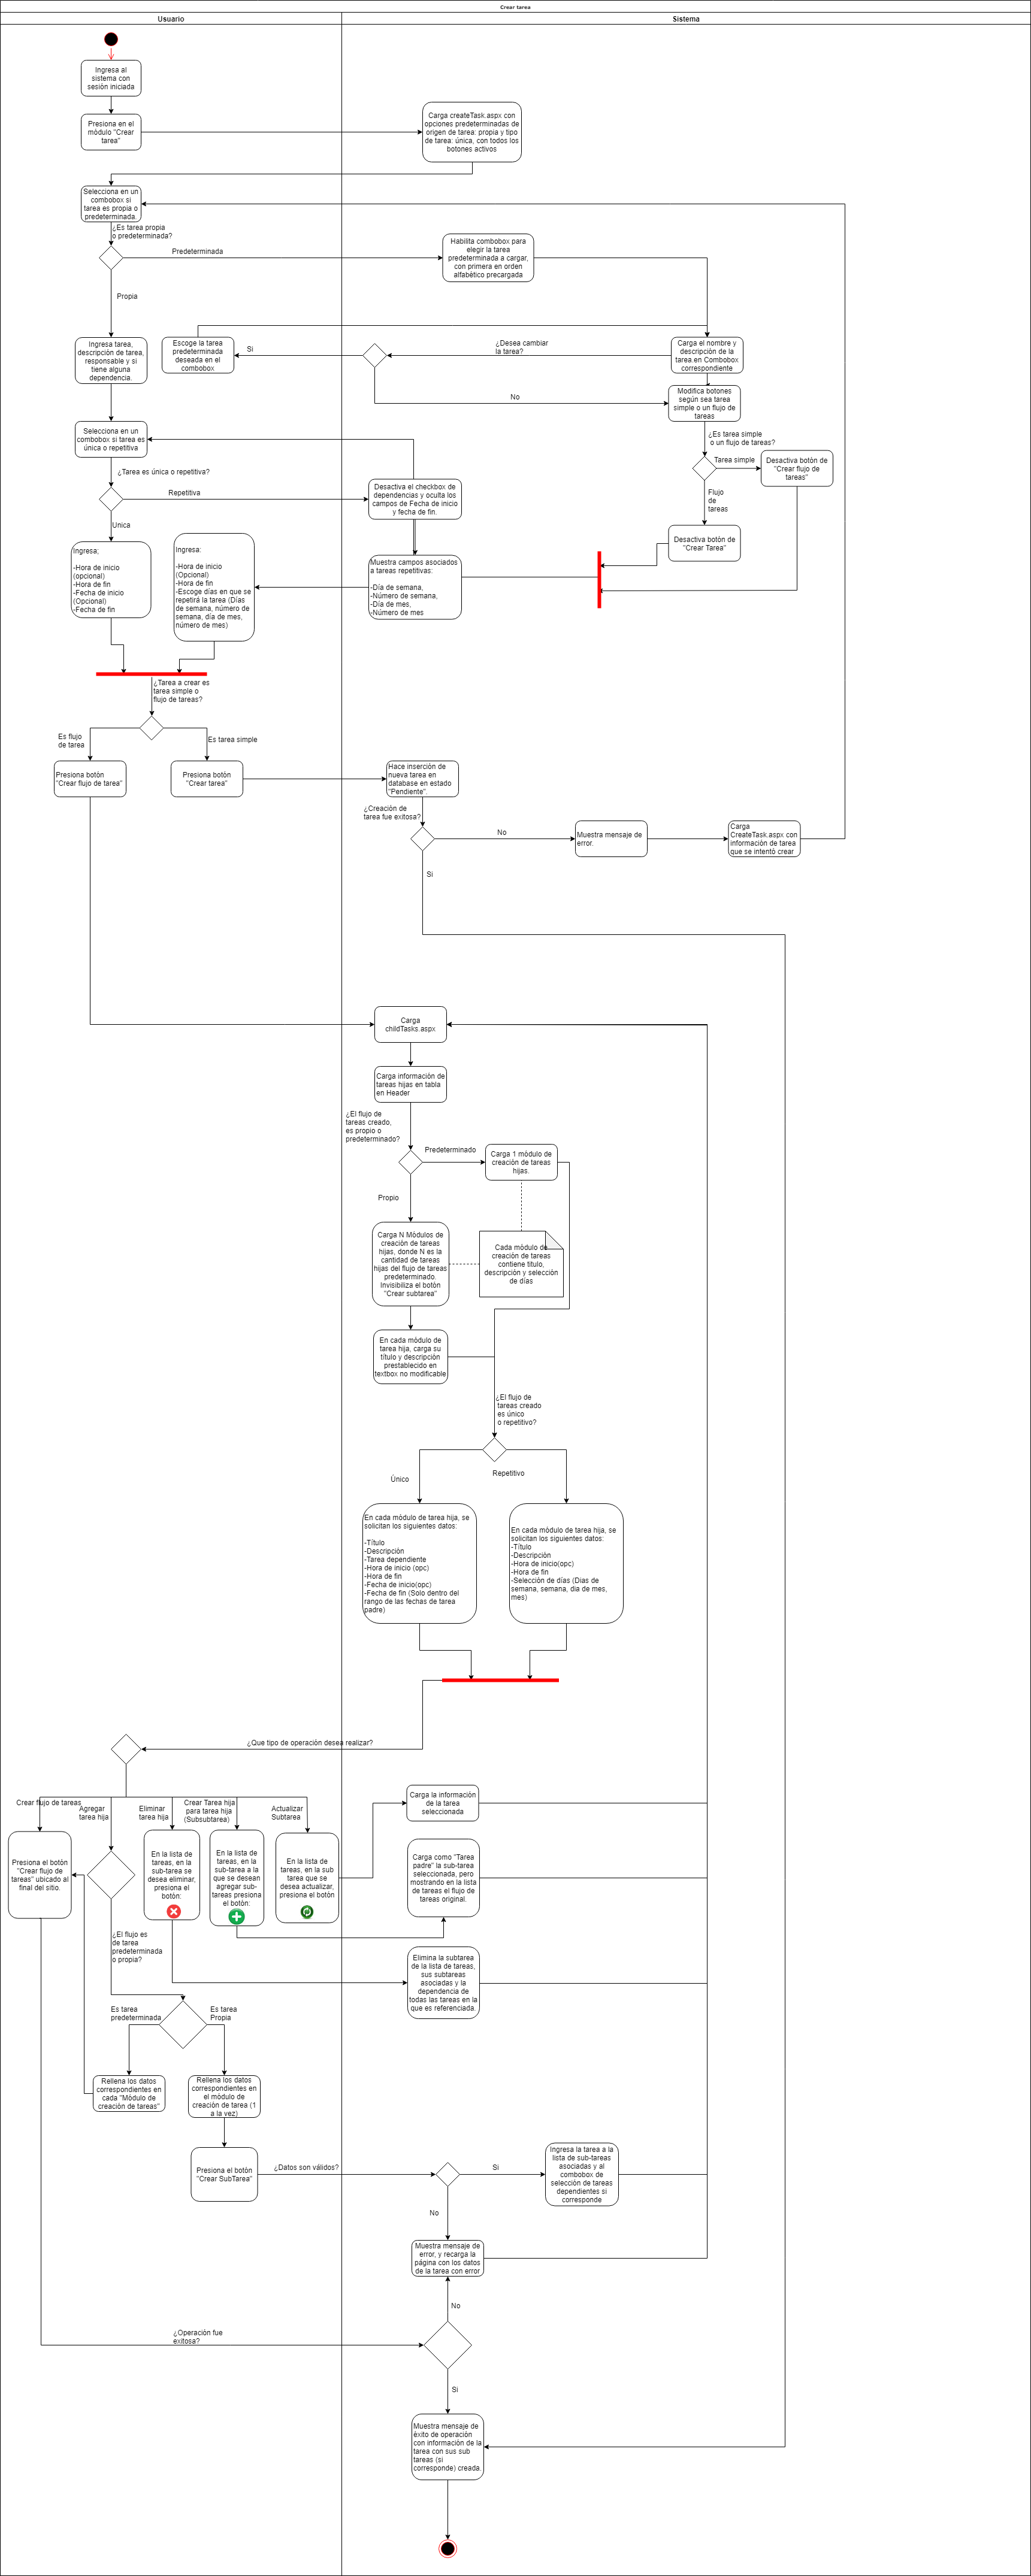 Crear tarea
Usuario
Sistema
Ingresa al
sistema con
sesión iniciada
Presiona en el
módulo "Crear
tarea"
Carga createTask.aspx con
opciones predeterminadas de
origen de tarea: propia y tipo
de tarea: única, con todos los
botones activos
Selecciona en un
combobox si
tarea es propia o
predeterminada.
¿Es tarea propia
o predeterminada?
Predeterminada
Habilita combobox para
elegir la tarea
predeterminada a cargar,
con primera en orden
alfabético precargada
Propia
Ingresa tarea,
descripción de tarea,
responsable y si
tiene alguna
dependencia.
Escoge la tarea
predeterminada
deseada en el
combobox
Si
¿Desea cambiar
la tarea?
Carga el nombre y
descripción de la
tarea en Combobox
correspondiente
No
Modifica botones
según sea tarea
simple o un flujo de
tareas
Selecciona en un
combobox si tarea es
única o repetitiva
¿Es tarea simple
o un flujo de tareas?
Tarea simple
Desactiva botón de
"Crear flujo de
tareas"
¿Tarea es única o repetitiva?
Repetitiva
Desactiva el checkbox de
dependencias y oculta los
campos de Fecha de inicio
y fecha de fin.
Flujo
de
tareas
Unica
Desactiva botón de
"Crear Tarea"
Ingresa;
-Hora de inicio
(opcional)
-Hora de fin
-Fecha de inicio
(Opcional)
-Fecha de fin
Ingresa:
-Hora de inicio
(Opcional)
-Hora de fin
-Escoge días en que se
repetirá la tarea (Días
de semana, número de
semana, día de mes,
número de mes)
Muestra campos asociados
a tareas repetitivas:
-Día de semana,
-Número de semana,
-Día de mes,
-Número de mes
¿Tarea a crear es
tarea simple o
flujo de tareas?
Es flujo
de tarea
Es tarea simple
Presiona botón
"Crear flujo de tarea"
Presiona botón
"Crear tarea"
Hace inserción de
nueva tarea en
database en estado
"Pendiente".
¿Creación de
tarea fue exitosa?
No
Muestra mensaje de
error.
Carga
CreateTask.aspx con
información de tarea
que se intentó crear
Si
Carga
childTasks.aspx
Carga información de
tareas hijas en tabla
en Header
¿El flujo de
tareas creado,
es propio o
predeterminado?
Predeterminado
Carga 1 módulo de
creación de tareas
hijas.
Propio
Carga N Módulos de
creación de tareas
hijas, donde N es la
cantidad de tareas
hijas del flujo de tareas
predeterminado.
Invisibiliza el botón
"Crear subtarea"
Cada módulo de
creación de tareas
contiene titulo,
descripción y selección
de días
En cada módulo de
tarea hija, carga su
título y descripción
prestablecido en
textbox no modificable
¿El flujo de
tareas creado
es único
o repetitivo?
Único
Repetitivo
En cada módulo de tarea hija, se
solicitan los siguientes datos:
-Título
-Descripción
-Tarea dependiente
-Hora de inicio (opc)
-Hora de fin
-Fecha de inicio(opc)
-Fecha de fin (Solo dentro del
rango de las fechas de tarea
padre)
En cada módulo de tarea hija, se
solicitan los siguientes datos:
-Título
-Descripción
-Hora de inicio(opc)
-Hora de fin
-Selección de días (Dias de
semana, semana, dia de mes,
mes)
¿Que tipo de operación desea realizar?
Crear flujo de tareas
Agregar
tarea hija
Eliminar
tarea hija
Crear Tarea hija
para tarea hija
(Subsubtarea)
Actualizar
Subtarea
Carga la información
de la tarea
seleccionada
Presiona el botón
"Crear flujo de
tareas" ubicado al
final del sitio.
En la lista de
tareas, en la
sub-tarea se
desea eliminar,
presiona el
botón:
En la lista de
tareas, en la
sub-tarea a la
que se desean
agregar sub-
tareas presiona
el botón:
En la lista de
tareas, en la sub
tarea que se
desea actualizar,
presiona el botón
Carga como "Tarea
padre" la sub-tarea
seleccionada, pero
mostrando en la lista
de tareas el flujo de
tareas original.
¿El flujo es
de tarea
predeterminada
o propia?
Elimina la subtarea
de la lista de tareas,
sus subtareas
asociadas y la
dependencia de
todas las tareas en la
que es referenciada.
Es tarea
predeterminada
Es tarea
Propia
Rellena los datos
correspondientes en
cada "Módulo de
creación de tareas"
Rellena los datos
correspondientes en
el módulo de
creación de tarea (1
a la vez)
Presiona el botón
"Crear SubTarea"
¿Datos son válidos?
Si
Ingresa la tarea a la
lista de sub-tareas
asociadas y al
combobox de
selección de tareas
dependientes si
corresponde
No
Muestra mensaje de
error, y recarga la
página con los datos
de la tarea con error
No
¿Operación fue
exitosa?
Si
Muestra mensaje de
éxito de operación
con información de la
tarea con sus sub
tareas (si
corresponde) creada.